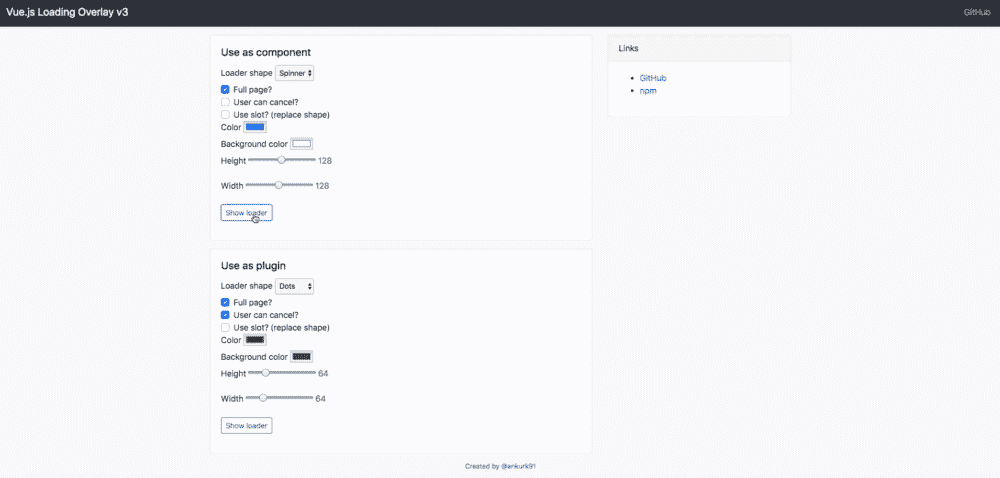 Vue.js Loading Overlay v3
GitHub
Use as component
Loader shape Spinner
Full page?
User can cancel?
Use slot? (replace shape)
Color
Background color
Height 128
Width 128
Show loader
Links
GitHub
npm
Use as plugin
Loader shape Dots
Full page?
User can cancel?
Use slot? (replace shape)
Color
Background color
Height 64
Width 64
Show loader
Created by @ankurk91